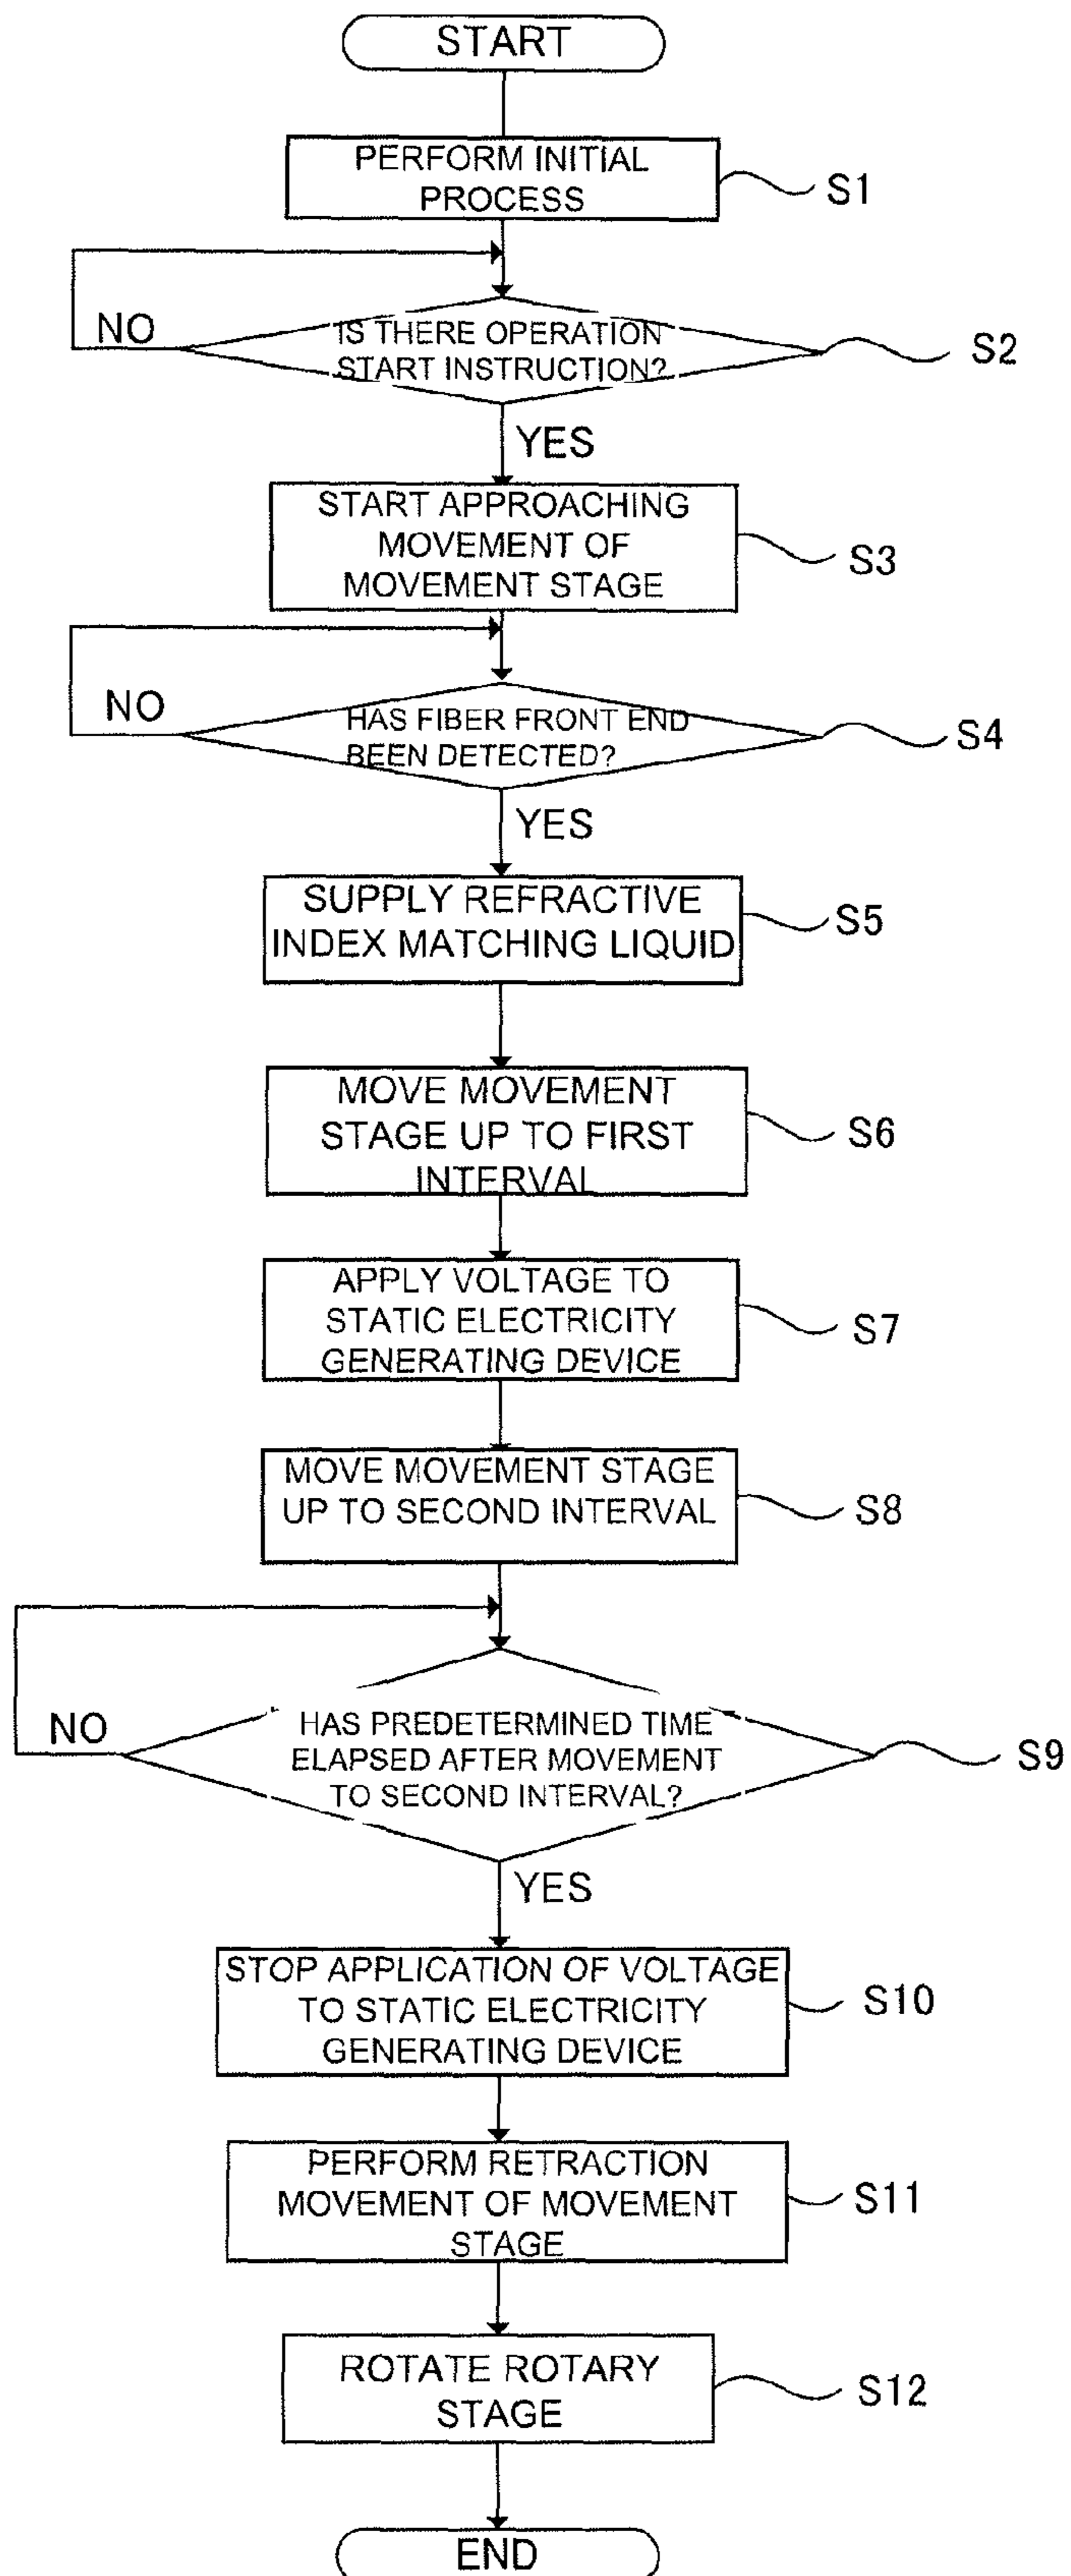 START
PERFORM INITIAL
PROCESS
S1
NO
IS THERE OPERATION
START INSTRUCTION?
S2
YES
START APPROACHING
MOVEMENT OF
MOVEMENT STAGE
S3
NO
HAS FIBER FRONT END
BEEN DETECTED?
S4
YES
SUPPLY REFRACTIVE
INDEX MATCHING LIQUID
S5
MOVE MOVEMENT
STAGE UP TO FIRST
INTERVAL
S6
APPLY VOLTAGE TO
STATIC ELECTRICITY
GENERATING DEVICE
S7
MOVE MOVEMENT STAGE
UP TO SECOND INTERVAL
S8
NO
HAS PREDETERMINED TIME
ELAPSED AFTER MOVEMENT
TO SECOND INTERVAL?
S9
YES
STOP APPLICATION OF VOLTAGE
TO STATIC ELECTRICITY
GENERATING DEVICE
S10
PERFORM RETRACTION
MOVEMENT OF MOVEMENT
STAGE
S11
ROTATE ROTARY
STAGE
S12
END